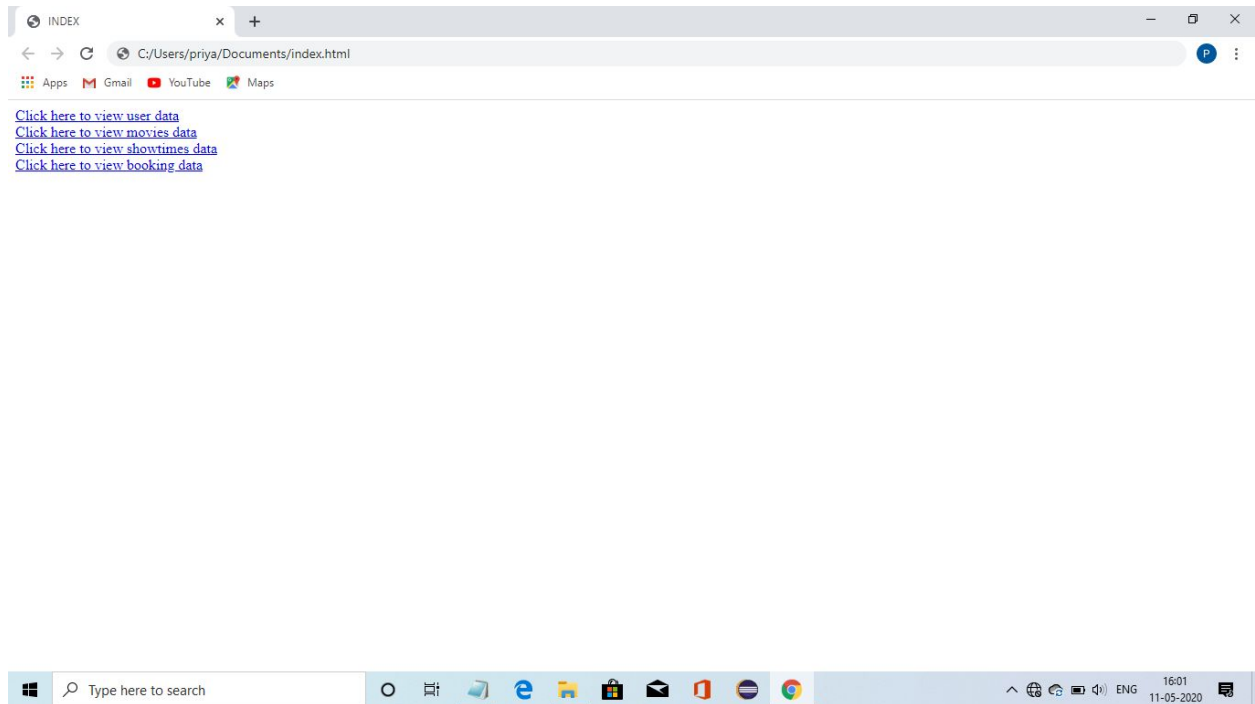 INDEX
C:/Users/priya/Documents/index.html
P
Apps Gmail YouTube Maps
Click here to view user data
Click here to view movies data
Click here to view showtimes data
Click here to view booking data
Type here to search
ENG
16:01
11-05-2020